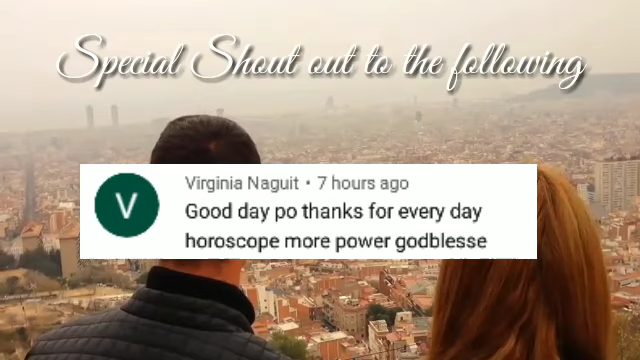 Special Shout out to the following
V
Virginia Naguit • 7 hours ago
Good day po thanks for every day
horoscope more power godblesse